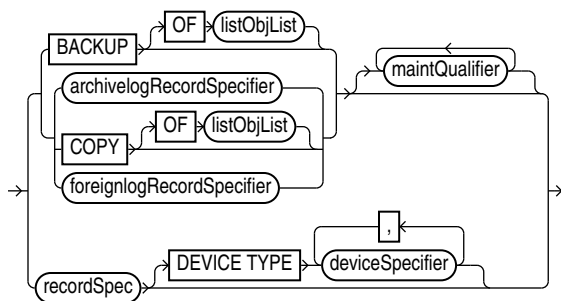 OF listObjList
BACKUP
maintQualifier
archivelogRecordSpecifier
OF listObjList
COPY
foreignlogRecordSpecifier
,
DEVICE TYPE deviceSpecifier
recordSpec